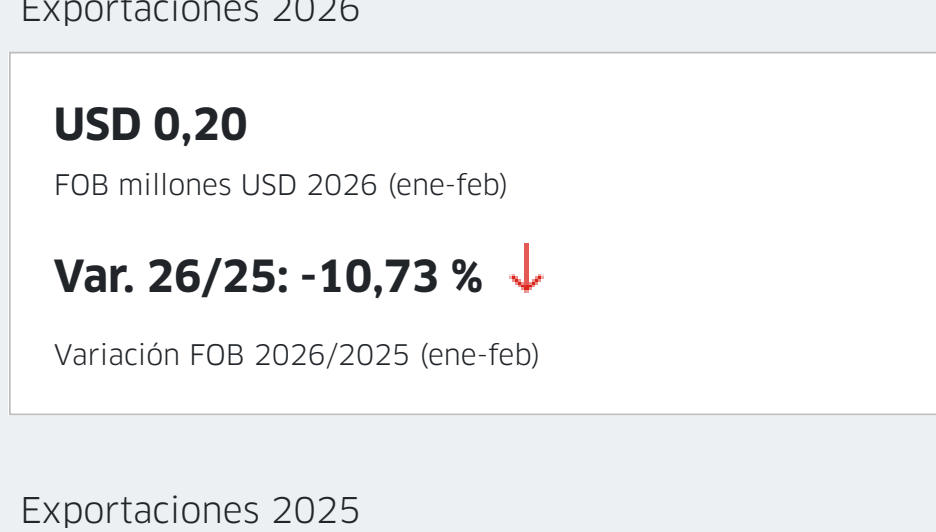 Exportaciones 2026
USD 0,20
FOB millones USD 2026 (ene-feb)
Var. 26/25: -10,73 %
Variación FOB 2026/2025 (ene-feb)
Exportaciones 2025